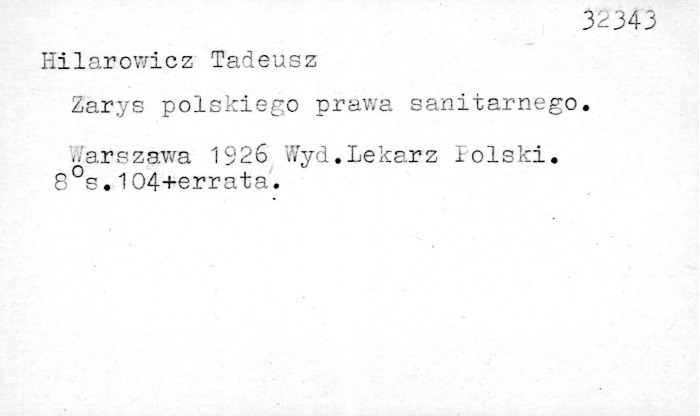 32343
Hilarowicz Tadeusz
Zarys polskiego prawa sanitarnego.
Warszawa 1926 Wyd.Lekarz Polski.
8°s.104+errata.